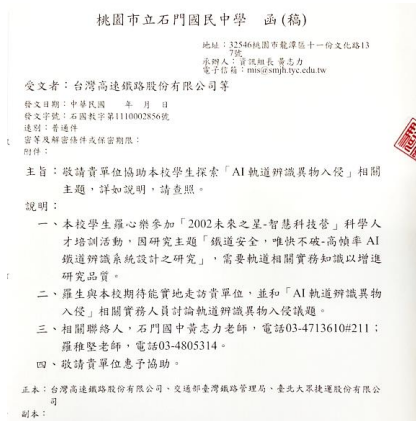 桃園市立石門國民中學　函(稿)
地址：32546桃園市龍潭區十一份文化路13
7號
承辦人：資訊組長 黃志力
電子信箱：mis@smjh.tyc.edu.tw
受文者：台灣高速鐵路股份有限公司等
發文日期：中華民國　　年　月　日
發文字號：石國教字第1110002856號
速別：普通件
密等及解密條件或保密期限：
附件：
主旨：敬請貴單位協助本校學生探索「AI軌道辨識異物入侵」相關
主題，詳如說明，請查照。
說明：
一、本校學生羅心樂參加「2002未來之星-智慧科技營」科學人
才培訓活動，因研究主題「鐵道安全，唯快不破-高幀率AI
鐵道辨識系統設計之研究」，需要軌道相關實務知識以增進
研究品質。
二、羅生與本校期待能實地走訪貴單位，並和「AI軌道辨識異物
入侵」相關實務人員討論軌道辨識異物入侵議題。
三、相關聯絡人，石門國中黃志力老師，電話03-4713610#211；
羅稚堅老師，電話03-4805314。
四、敬請貴單位惠予協助。
正本：台灣高速鐵路股份有限公司、交通部臺灣鐵路管理局、臺北大眾捷運股份有限公
司
副本：